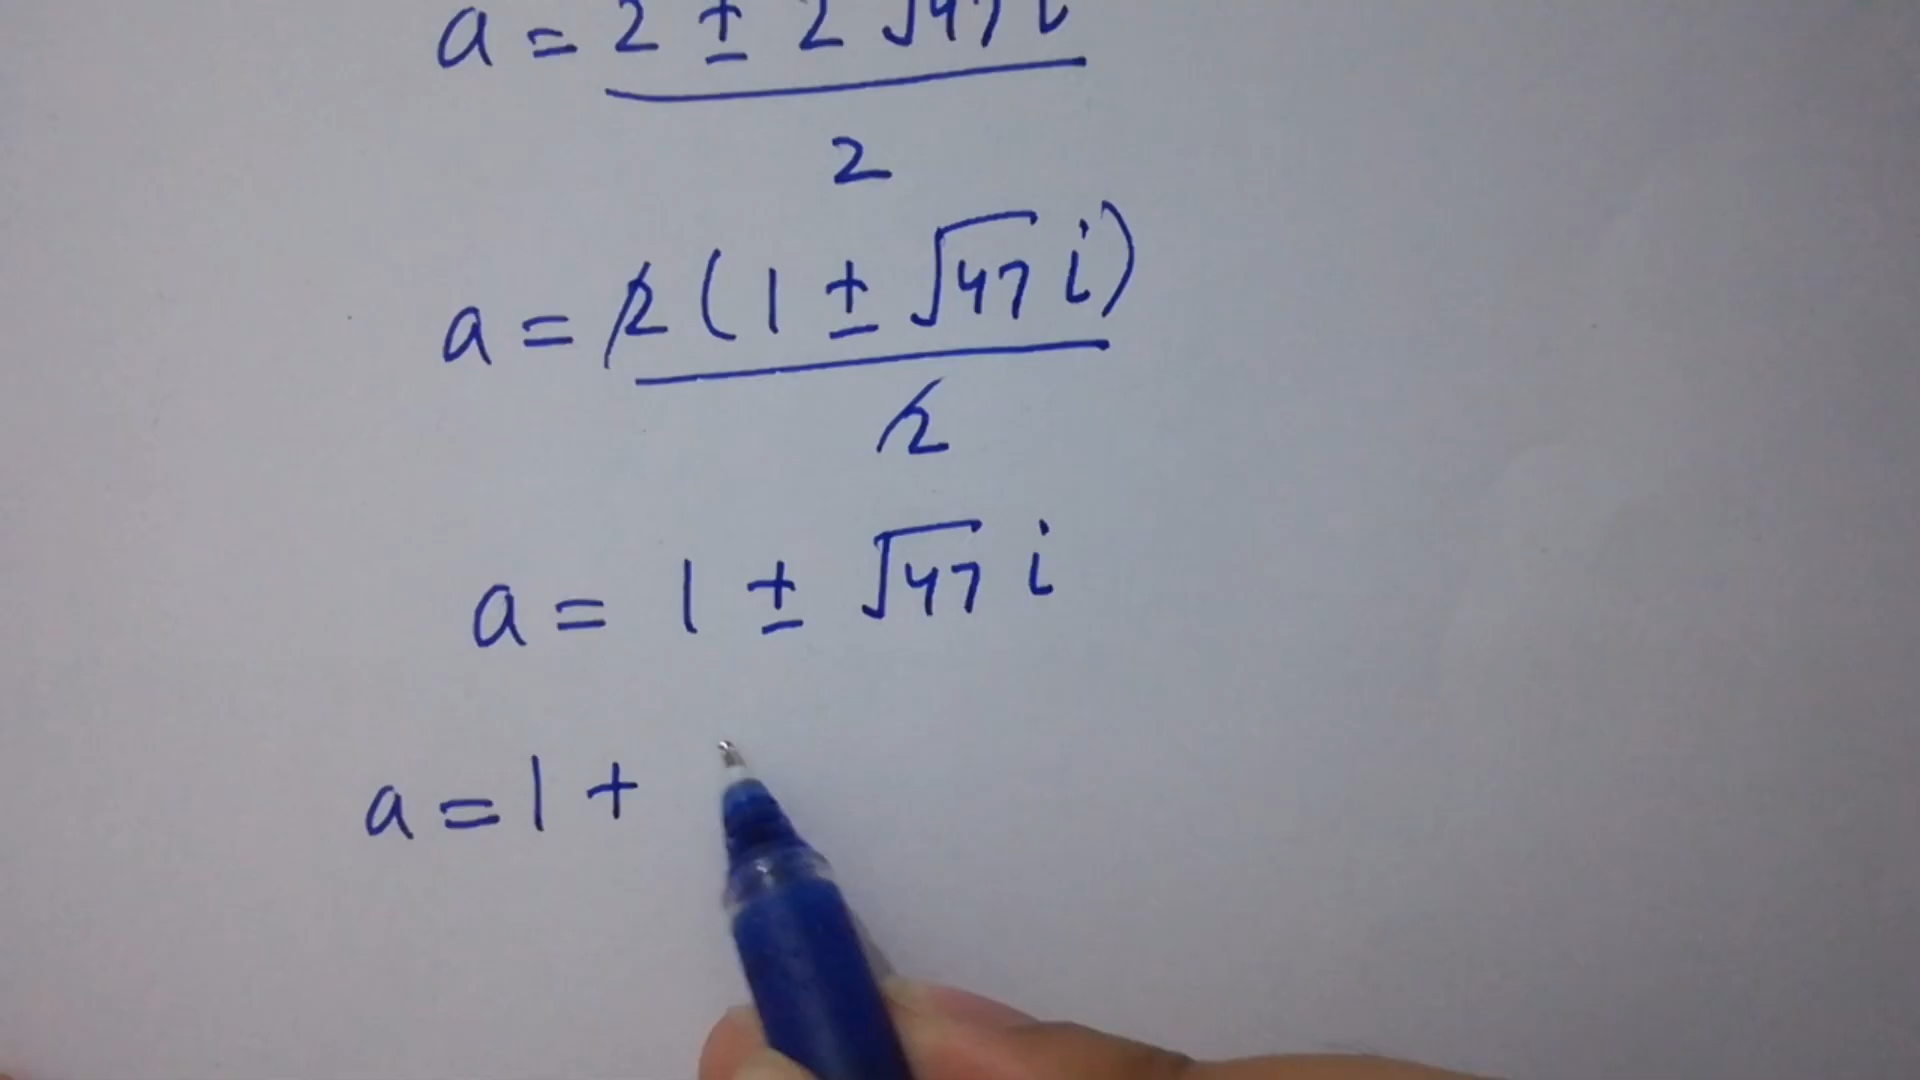 a = 2 ± 2 √47 i
2
a = 2 ( 1 ± √47 i )
2
a = 1 ± √47 i
a = 1 +